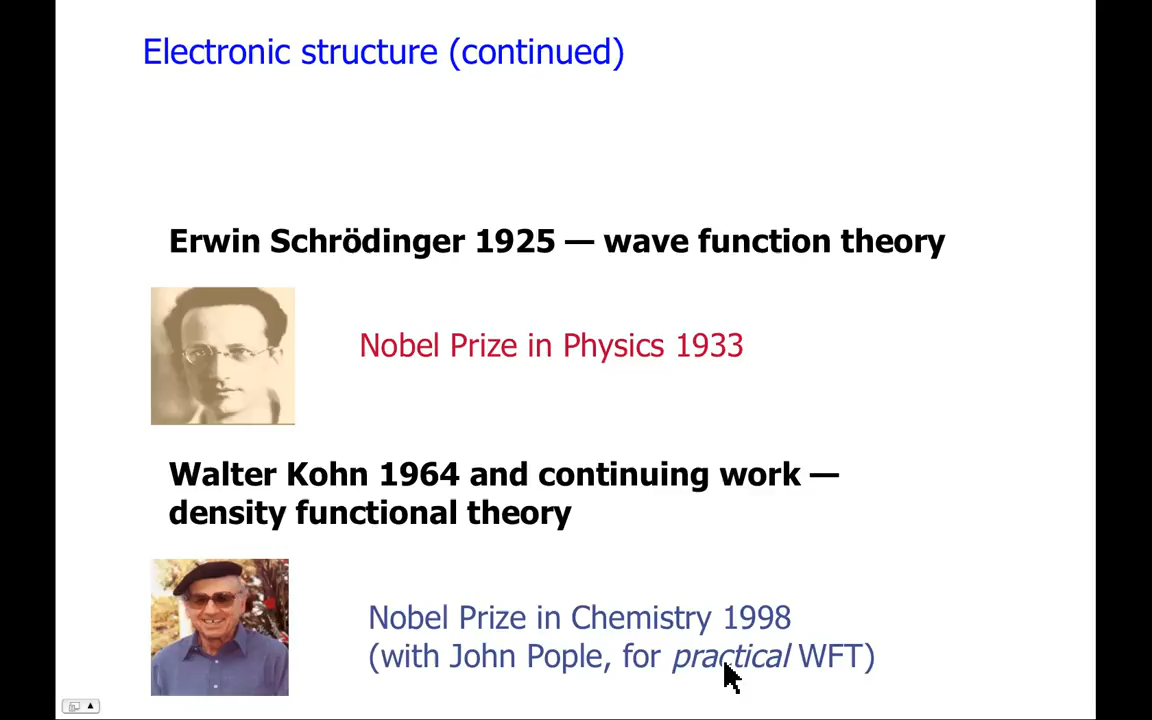 Electronic structure (continued)
Erwin Schrödinger 1925 — wave function theory
Nobel Prize in Physics 1933
Walter Kohn 1964 and continuing work —
density functional theory
Nobel Prize in Chemistry 1998
(with John Pople, for practical WFT)